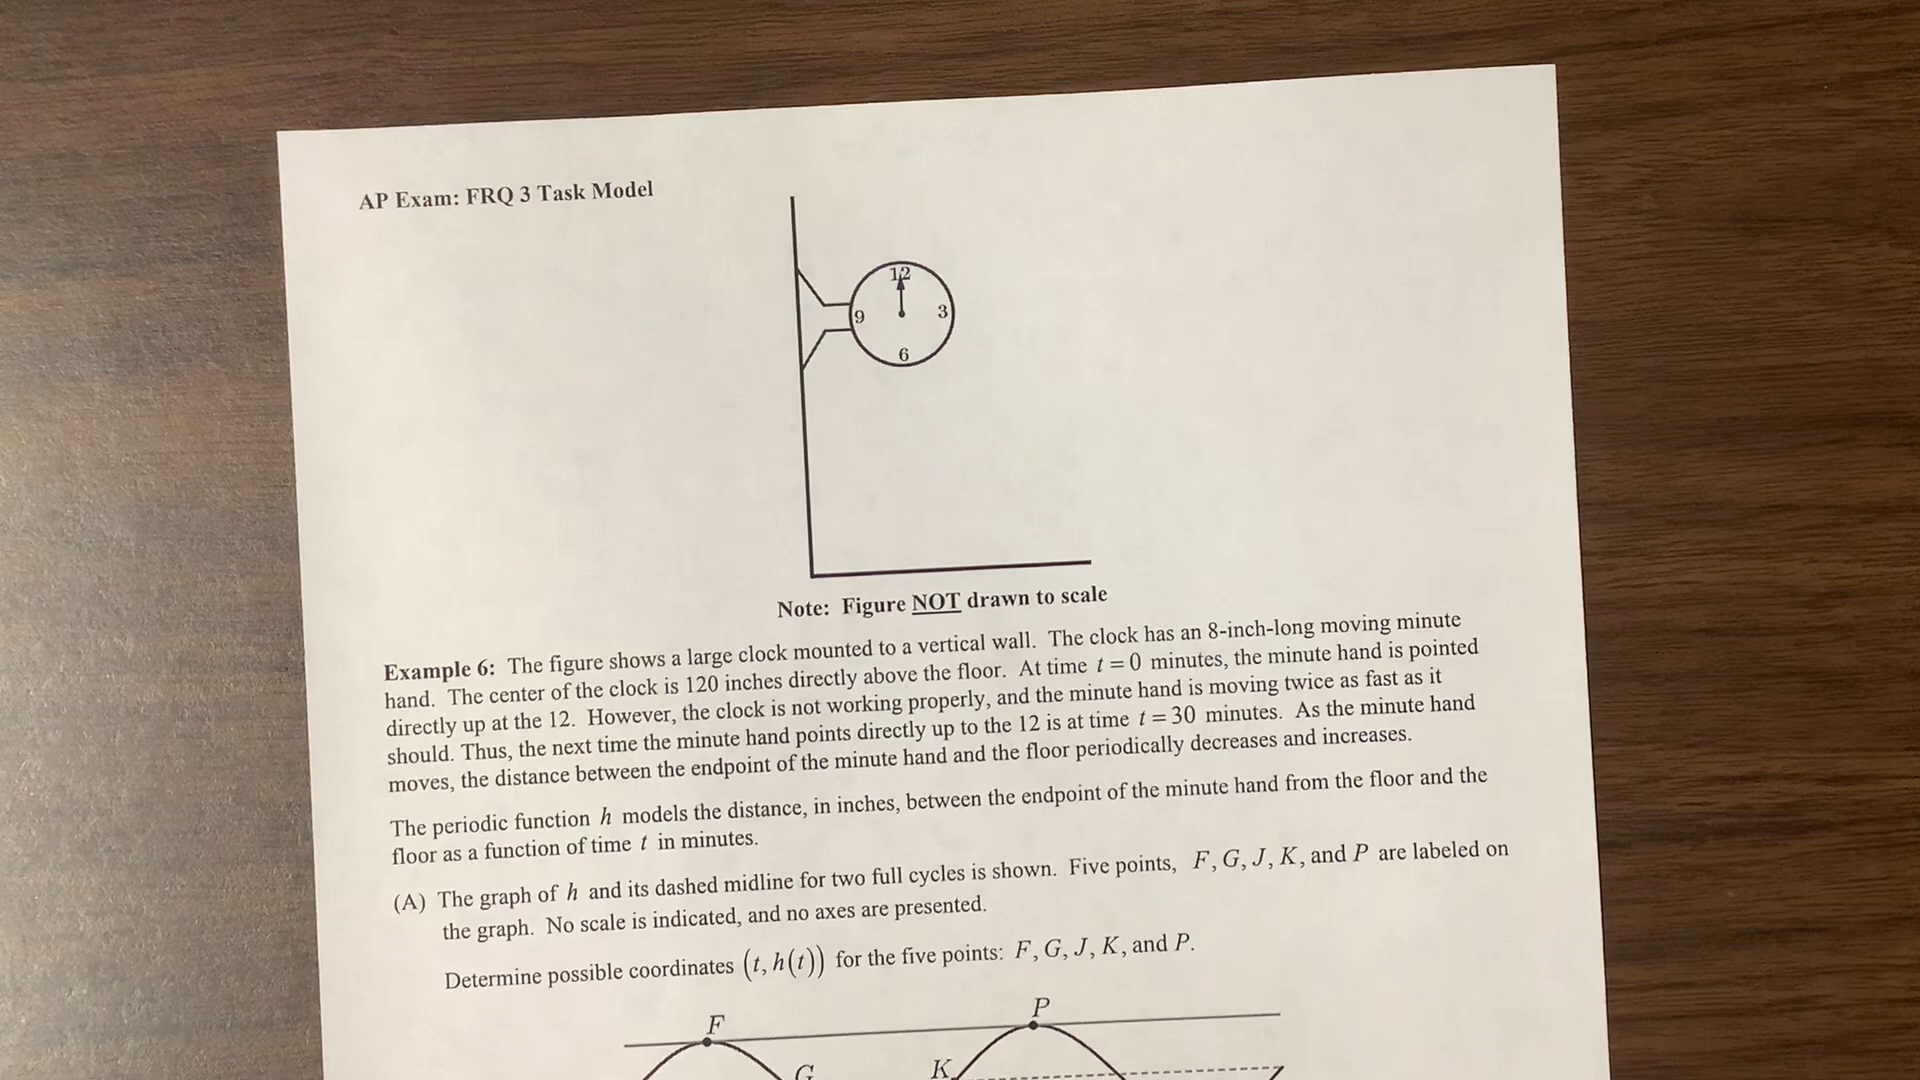 AP Exam: FRQ 3 Task Model
12
9
3
6
Note: Figure NOT drawn to scale
Example 6: The figure shows a large clock mounted to a vertical wall. The clock has an 8-inch-long moving minute
hand. The center of the clock is 120 inches directly above the floor. At time t = 0 minutes, the minute hand is pointed
directly up at the 12. However, the clock is not working properly, and the minute hand is moving twice as fast as it
should. Thus, the next time the minute hand points directly up to the 12 is at time t = 30 minutes. As the minute hand
moves, the distance between the endpoint of the minute hand and the floor periodically decreases and increases.
The periodic function h models the distance, in inches, between the endpoint of the minute hand from the floor and the
floor as a function of time t in minutes.
(A) The graph of h and its dashed midline for two full cycles is shown. Five points, F, G, J, K, and P are labeled on
the graph. No scale is indicated, and no axes are presented.
Determine possible coordinates (t, h(t)) for the five points: F, G, J, K, and P.
F
P
G
K